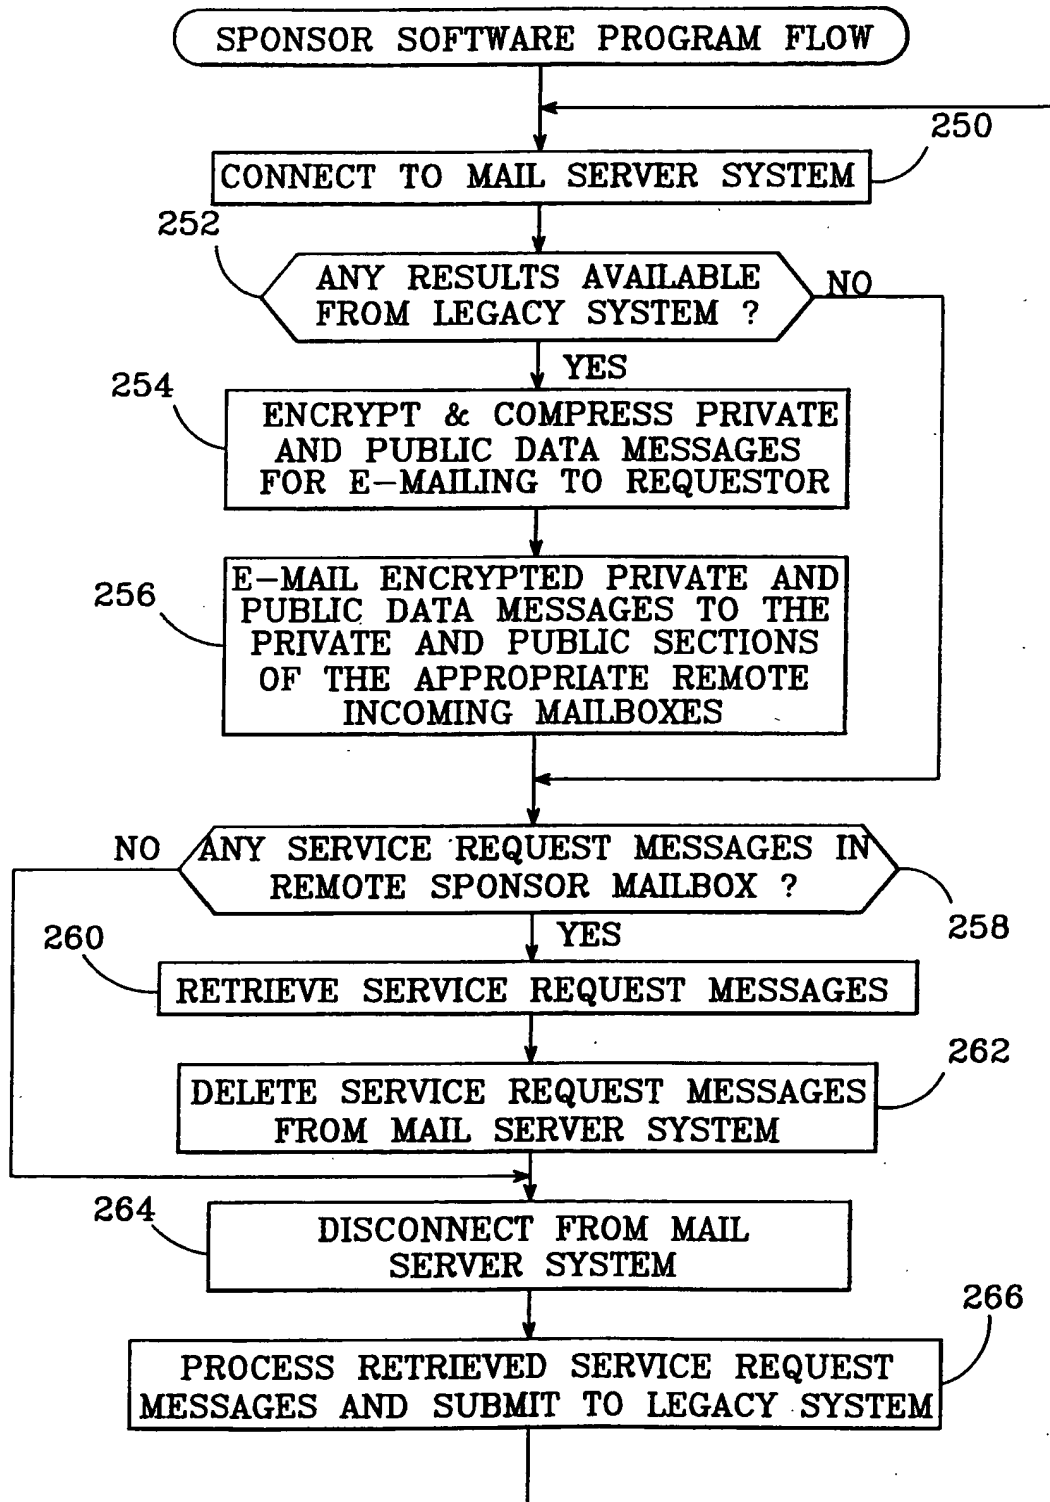 SPONSOR SOFTWARE PROGRAM FLOW
250
CONNECT TO MAIL SERVER SYSTEM
252
ANY RESULTS AVAILABLE
FROM LEGACY SYSTEM ?
NO
YES
254
ENCRYPT & COMPRESS PRIVATE
AND PUBLIC DATA MESSAGES
FOR E-MAILING TO REQUESTOR
256
E-MAIL ENCRYPTED PRIVATE AND
PUBLIC DATA MESSAGES TO THE
PRIVATE AND PUBLIC SECTIONS
OF THE APPROPRIATE REMOTE
INCOMING MAILBOXES
NO
ANY SERVICE REQUEST MESSAGES IN
REMOTE SPONSOR MAILBOX ?
258
YES
260
RETRIEVE SERVICE REQUEST MESSAGES
262
DELETE SERVICE REQUEST MESSAGES
FROM MAIL SERVER SYSTEM
264
DISCONNECT FROM MAIL
SERVER SYSTEM
266
PROCESS RETRIEVED SERVICE REQUEST
MESSAGES AND SUBMIT TO LEGACY SYSTEM